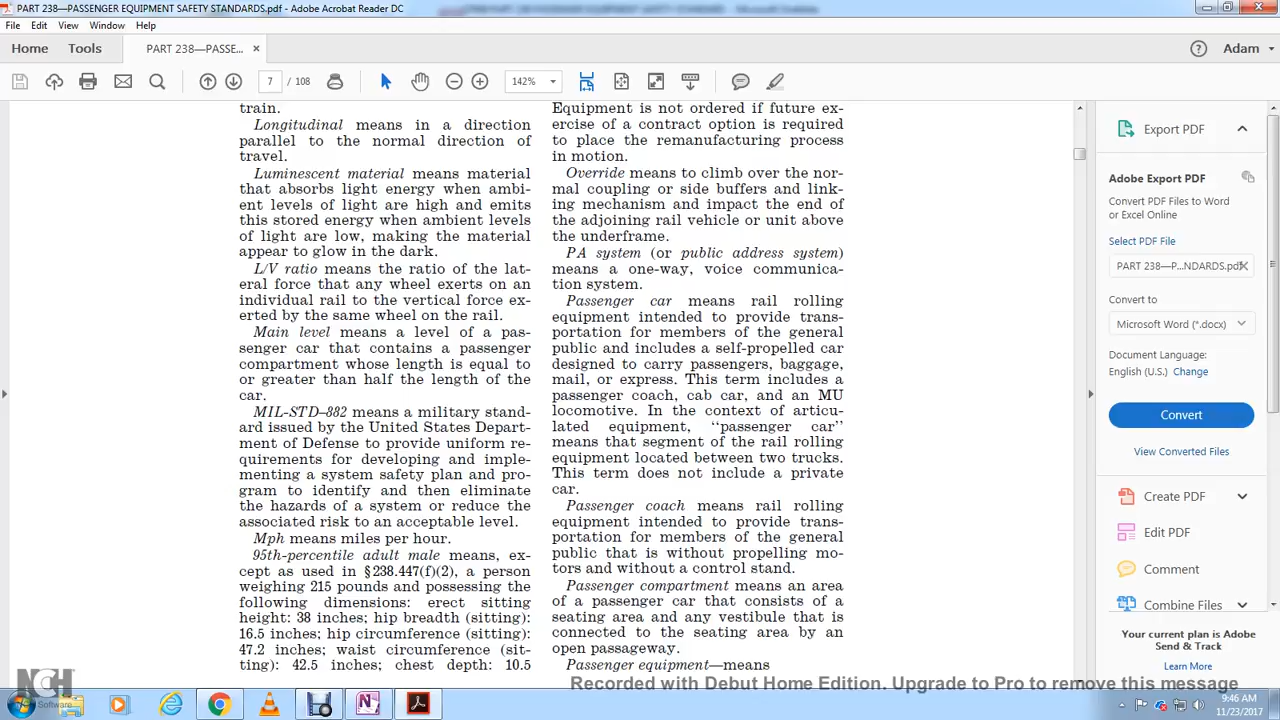 PART 238—PASSENGER EQUIPMENT SAFETY STANDARDS.pdf - Adobe Acrobat Reader DC
File Edit View Window Help
Home Tools PART 238—PASSE... × Adam
7 / 108 142%
train.
Longitudinal means in a direction
parallel to the normal direction of
travel.
Luminescent material means material
that absorbs light energy when ambi-
ent levels of light are high and emits
this stored energy when ambient levels
of light are low, making the material
appear to glow in the dark.
L/V ratio means the ratio of the lat-
eral force that any wheel exerts on an
individual rail to the vertical force ex-
erted by the same wheel on the rail.
Main level means a level of a pas-
senger car that contains a passenger
compartment whose length is equal to
or greater than half the length of the
car.
MIL-STD–882 means a military stand-
ard issued by the United States Depart-
ment of Defense to provide uniform re-
quirements for developing and imple-
menting a system safety plan and pro-
gram to identify and then eliminate
the hazards of a system or reduce the
associated risk to an acceptable level.
Mph means miles per hour.
95th-percentile adult male means, ex-
cept as used in §238.447(f)(2), a person
weighing 215 pounds and possessing the
following dimensions: erect sitting
height: 38 inches; hip breadth (sitting):
16.5 inches; hip circumference (sitting):
47.2 inches; waist circumference (sit-
ting): 42.5 inches; chest depth: 10.5
Equipment is not ordered if future ex-
ercise of a contract option is required
to place the remanufacturing process
in motion.
Override means to climb over the nor-
mal coupling or side buffers and link-
ing mechanism and impact the end of
the adjoining rail vehicle or unit above
the underframe.
PA system (or public address system)
means a one-way, voice communica-
tion system.
Passenger car means rail rolling
equipment intended to provide trans-
portation for members of the general
public and includes a self-propelled car
designed to carry passengers, baggage,
mail, or express. This term includes a
passenger coach, cab car, and an MU
locomotive. In the context of articu-
lated equipment, ‘‘passenger car’’
means that segment of the rail rolling
equipment located between two trucks.
This term does not include a private
car.
Passenger coach means rail rolling
equipment intended to provide trans-
portation for members of the general
public that is without propelling mo-
tors and without a control stand.
Passenger compartment means an area
of a passenger car that consists of a
seating area and any vestibule that is
connected to the seating area by an
open passageway.
Passenger equipment—means
Export PDF
Adobe Export PDF
Convert PDF Files to Word
or Excel Online
Select PDF File
PART 238—P...NDARDS.pdf
Convert to
Microsoft Word (*.docx)
Document Language:
English (U.S.) Change
Convert
View Converted Files
Create PDF
Edit PDF
Comment
Combine Files
Your current plan is Adobe
Send & Track
Learn More
Recorded with Debut Home Edition. Upgrade to Pro to remove this message
NCH
Software
9:46 AM
11/23/2017